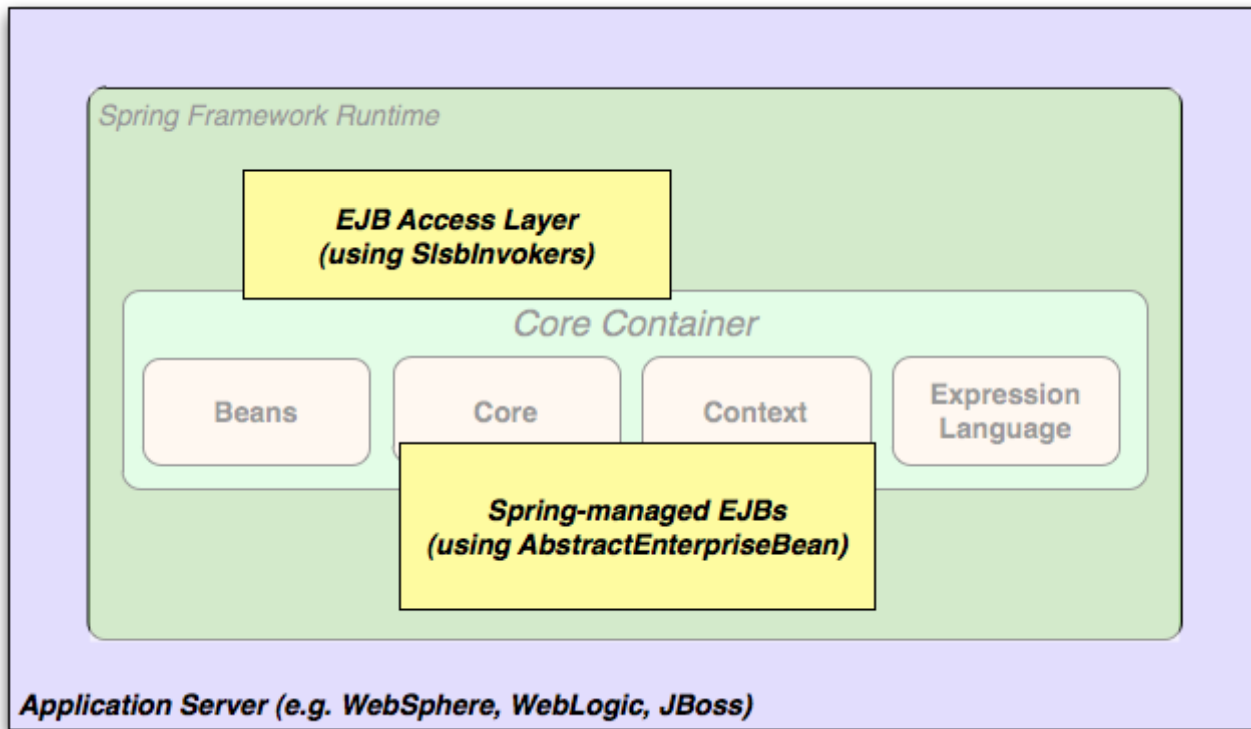 Spring Framework Runtime
EJB Access Layer
(using SlsbInvokers)
Core Container
Beans
Core
Context
Expression
Language
Spring-managed EJBs
(using AbstractEnterpriseBean)
Application Server (e.g. WebSphere, WebLogic, JBoss)